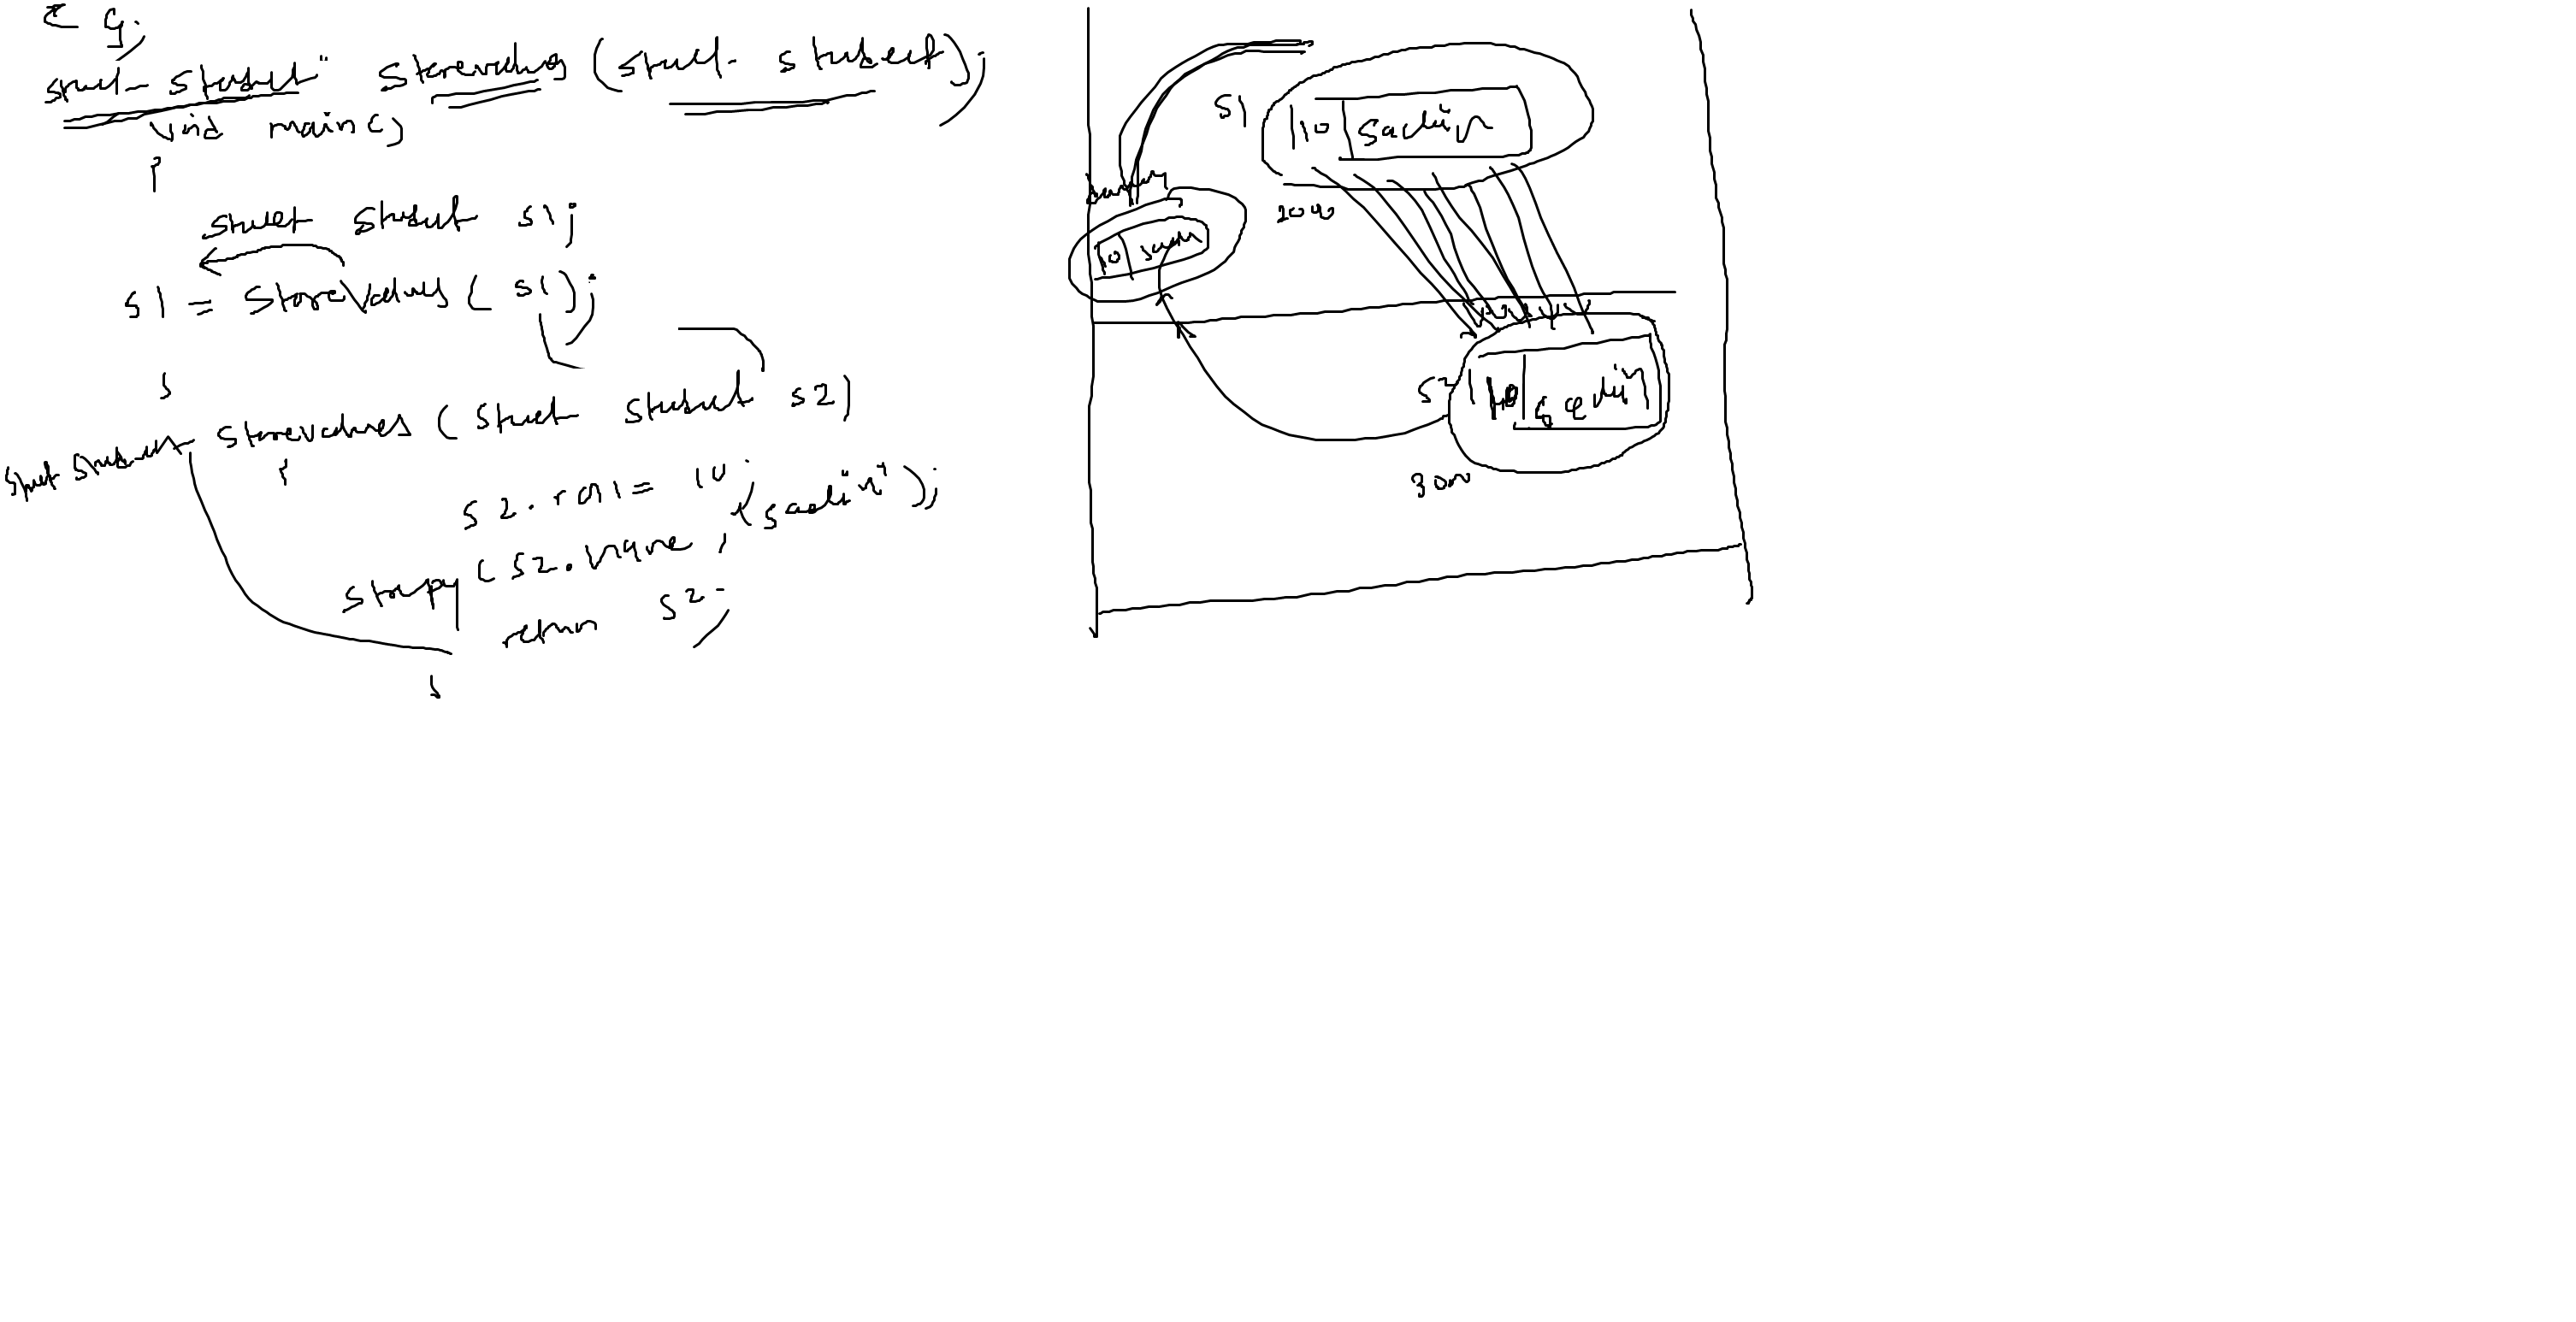 struct student storevalues (struct student);
void main()
{
struct student s1;
s1 = storevalues ( s1 );
}
struct student storevalues ( struct student s2)
{
s2.roll = 10;
strcpy ( s2.name , "sachin" );
return s2;
}
s1 10 sachin
2000
temporary
10 sachin
s2 10 sachin
3000